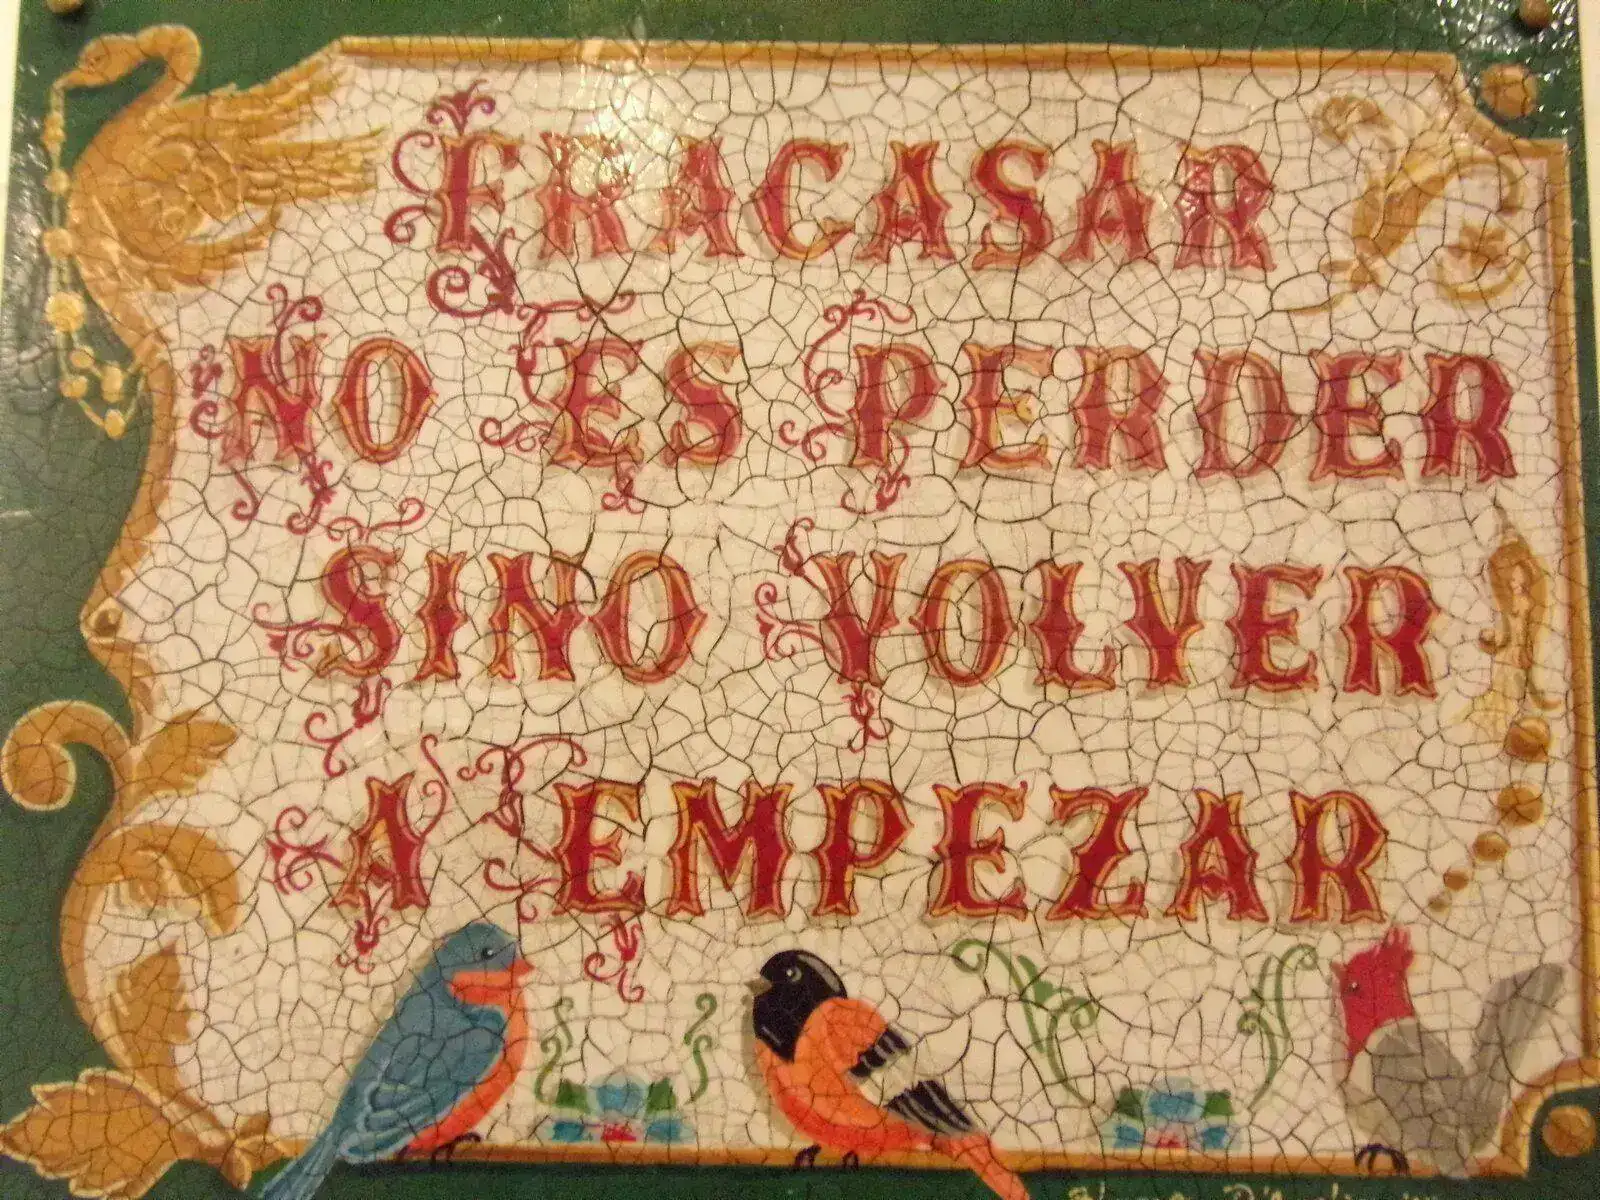 FRACASAR
NO ES PERDER
SINO VOLVER
A EMPEZAR